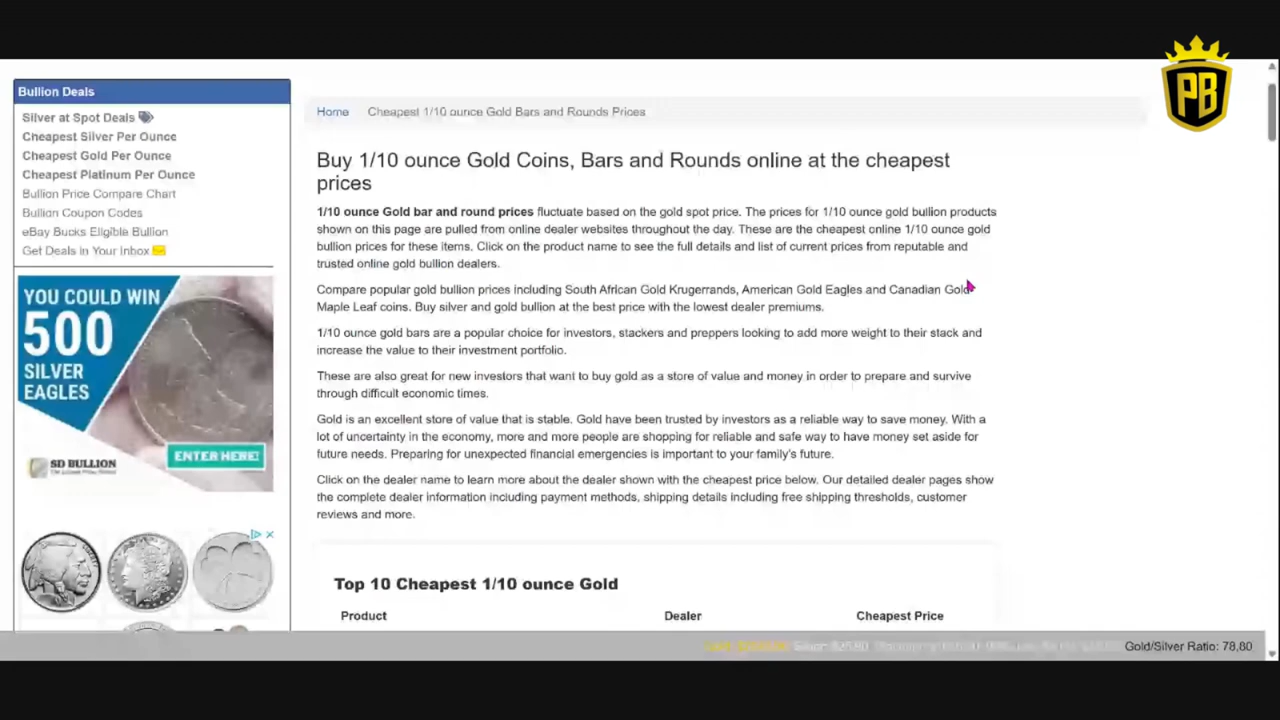 PB
Bullion Deals
Silver at Spot Deals
Cheapest Silver Per Ounce
Cheapest Gold Per Ounce
Cheapest Platinum Per Ounce
Bullion Price Compare Chart
Bullion Coupon Codes
eBay Bucks Eligible Bullion
Get Deals in Your Inbox
YOU COULD WIN
500
SILVER
EAGLES
SD BULLION
ENTER HERE!
Home Cheapest 1/10 ounce Gold Bars and Rounds Prices
Buy 1/10 ounce Gold Coins, Bars and Rounds online at the cheapest
prices
1/10 ounce Gold bar and round prices fluctuate based on the gold spot price. The prices for 1/10 ounce gold bullion products
shown on this page are pulled from online dealer websites throughout the day. These are the cheapest online 1/10 ounce gold
bullion prices for these items. Click on the product name to see the full details and list of current prices from reputable and
trusted online gold bullion dealers.
Compare popular gold bullion prices including South African Gold Krugerrands, American Gold Eagles and Canadian Gold
Maple Leaf coins. Buy silver and gold bullion at the best price with the lowest dealer premiums.
1/10 ounce gold bars are a popular choice for investors, stackers and preppers looking to add more weight to their stack and
increase the value to their investment portfolio.
These are also great for new investors that want to buy gold as a store of value and money in order to prepare and survive
through difficult economic times.
Gold is an excellent store of value that is stable. Gold have been trusted by investors as a reliable way to save money. With a
lot of uncertainty in the economy, more and more people are shopping for reliable and safe way to have money set aside for
future needs. Preparing for unexpected financial emergencies is important to your family's future.
Click on the dealer name to learn more about the dealer shown with the cheapest price below. Our detailed dealer pages show
the complete dealer information including payment methods, shipping details including free shipping thresholds, customer
reviews and more.
Top 10 Cheapest 1/10 ounce Gold
Product Dealer Cheapest Price
Gold/Silver Ratio: 78.80